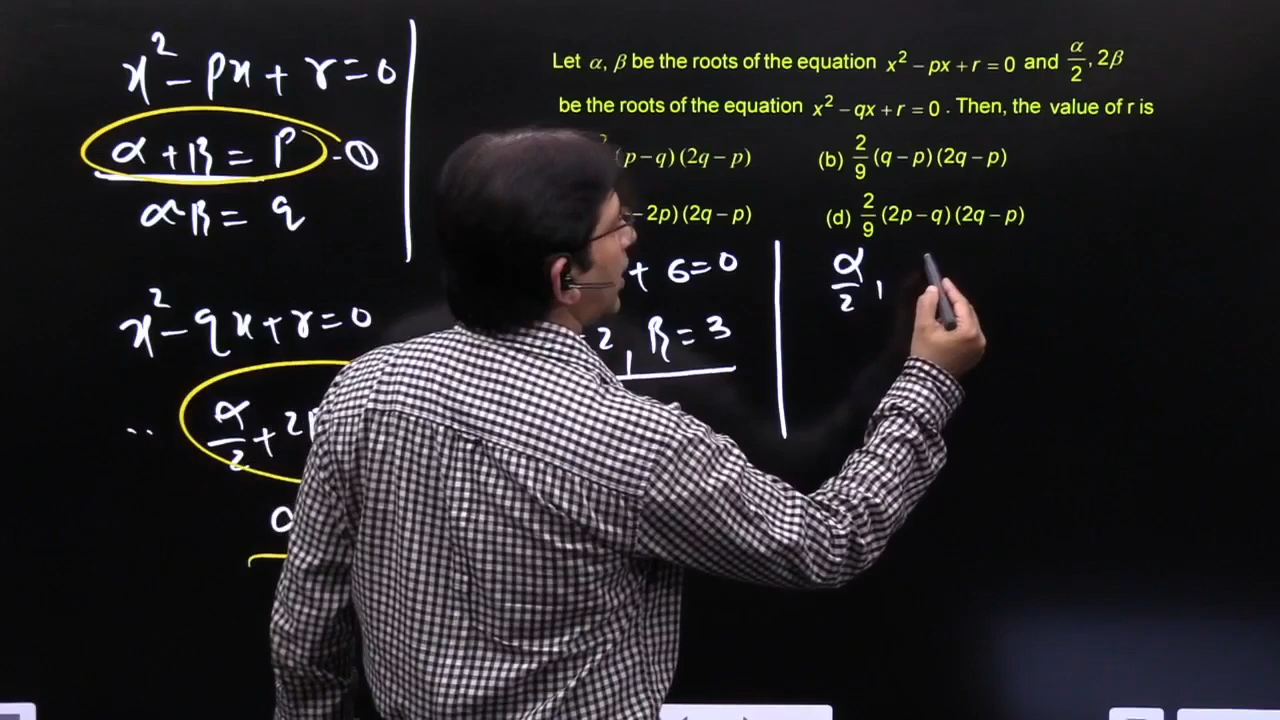 x² - px + r = 0
α + β = p - ①
αβ = q
x² - qx + r = 0
.. α/2 + 2
Let α, β be the roots of the equation x² − px + r = 0 and α/2, 2β
be the roots of the equation x² − qx + r = 0 . Then, the value of r is
(p − q) (2q − p) (b) 2/9 (q − p) (2q − p)
− 2p) (2q − p) (d) 2/9 (2p − q) (2q − p)
+ 6 = 0
2, β = 3
α/2 ,